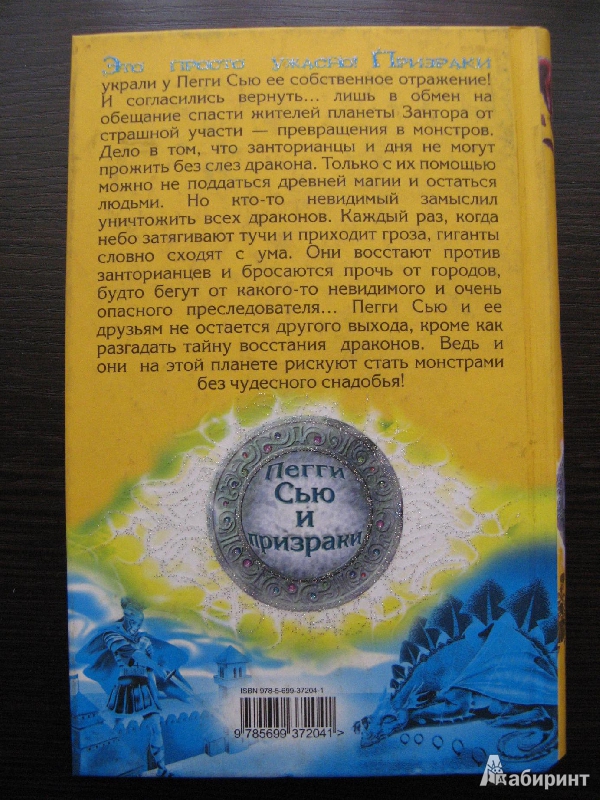 Это просто ужасно! Призраки
украли у Пегги Сью ее собственное отражение!
И согласились вернуть... лишь в обмен на
обещание спасти жителей планеты Зантора от
страшной участи — превращения в монстров.
Дело в том, что занторианцы и дня не могут
прожить без слез дракона. Только с их помощью
можно не поддаться древней магии и остаться
людьми. Но кто-то невидимый замыслил
уничтожить всех драконов. Каждый раз, когда
небо затягивают тучи и приходит гроза, гиганты
словно сходят с ума. Они восстают против
занторианцев и бросаются прочь от городов,
будто бегут от какого-то невидимого и очень
опасного преследователя... Пегги Сью и ее
друзьям не остается другого выхода, кроме как
разгадать тайну восстания драконов. Ведь и
они на этой планете рискуют стать монстрами
без чудесного снадобья!
Пегги
Сью
и
призраки
ISBN 978-5-699-37204-1
9 785699 372041 >
Лабиринт